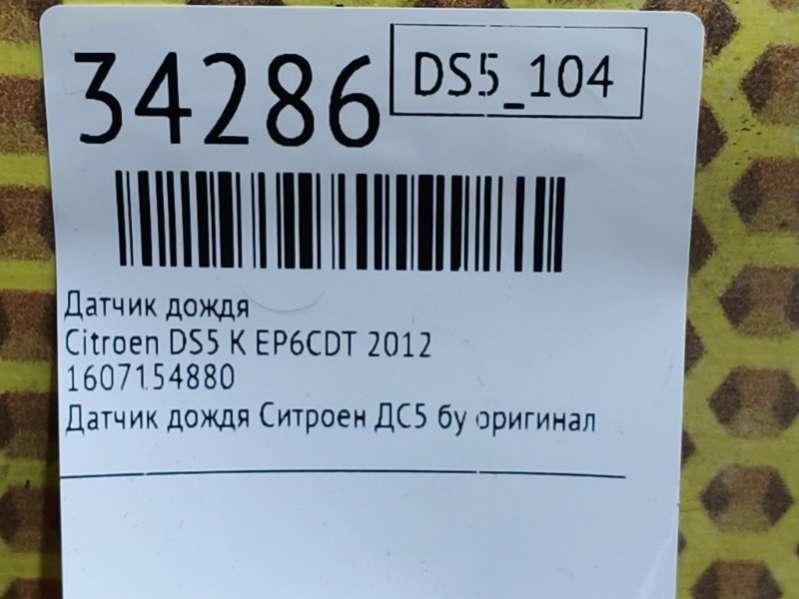 34286
DS5_104
Датчик дождя
Citroen DS5 K EP6CDT 2012
1607154880
Датчик дождя Ситроен ДС5 бу оригинал